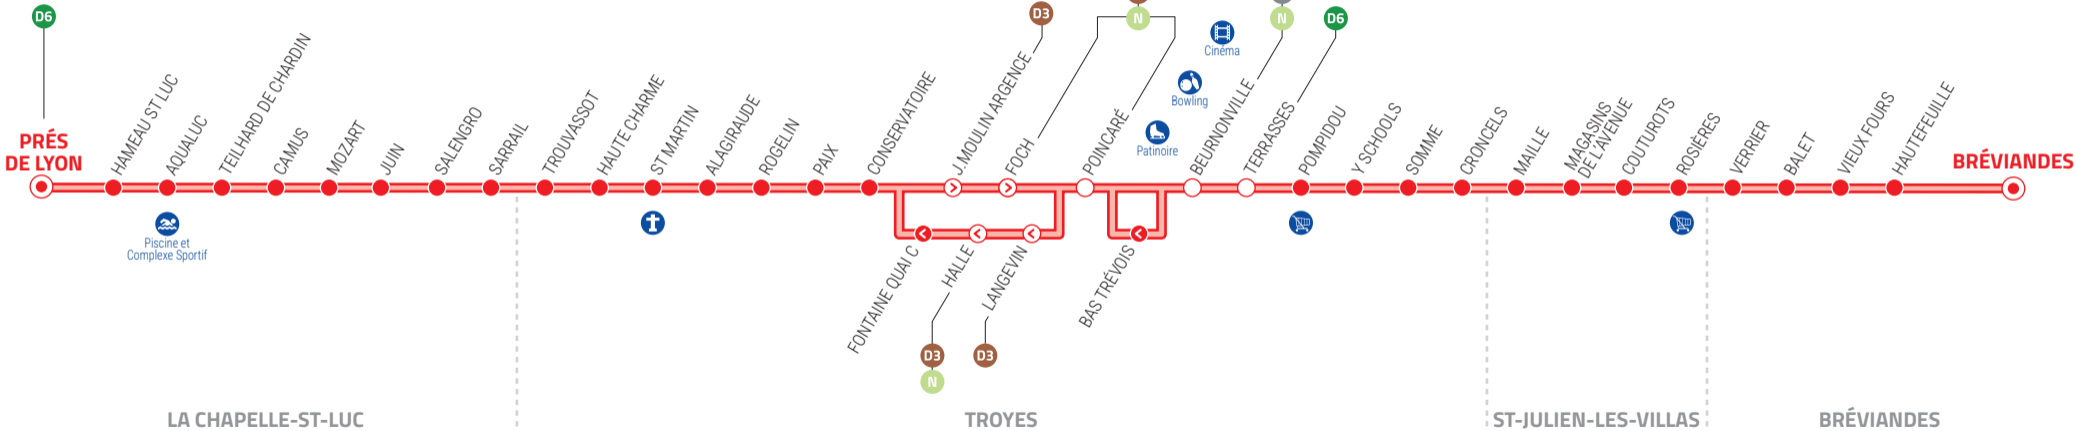 D6
D3
N
N
D6
Cinéma
Bowling
Patinoire
PRÉS
DE LYON
HAMEAU ST LUC
AQUALUC
TEILHARD DE CHARDIN
CAMUS
MOZART
JUIN
SALENGRO
SARRAIL
TROUVASSOT
HAUTE CHARME
ST MARTIN
ALAGIRAUDE
ROGELIN
PAIX
CONSERVATOIRE
J.MOULIN ARGENCE
FOCH
POINCARÉ
BEURNONVILLE
TERRASSES
POMPIDOU
Y SCHOOLS
SOMME
CRONCELS
MAILLE
MAGASINS
DE L'AVENUE
COUTUROTS
ROSIÈRES
VERRIER
BALET
VIEUX FOURS
HAUTEFEUILLE
BRÉVIANDES
Piscine et
Complexe Sportif
FONTAINE QUAI C
HALLE
LANGEVIN
BAS TRÉVOIS
D3
D3
N
LA CHAPELLE-ST-LUC
TROYES
ST-JULIEN-LES-VILLAS
BRÉVIANDES